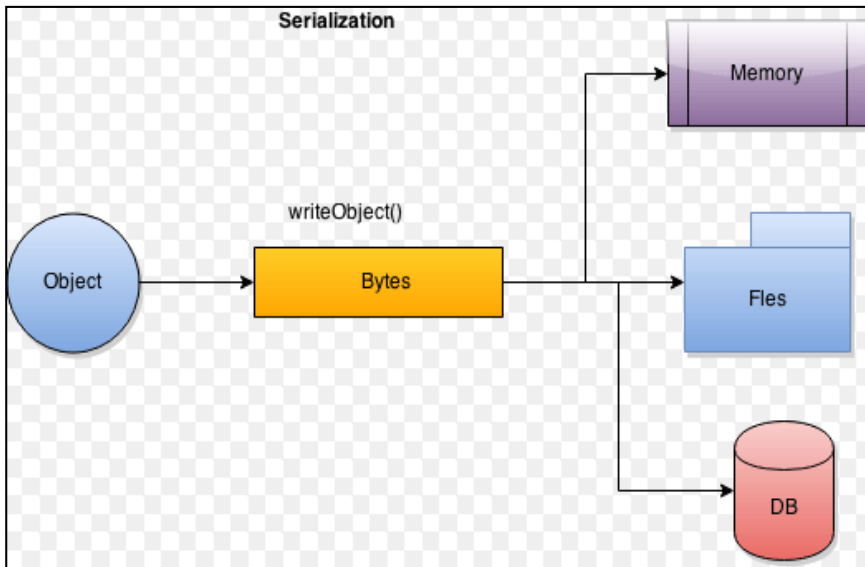 Serialization
Memory
writeObject()
Object
Bytes
Fles
DB